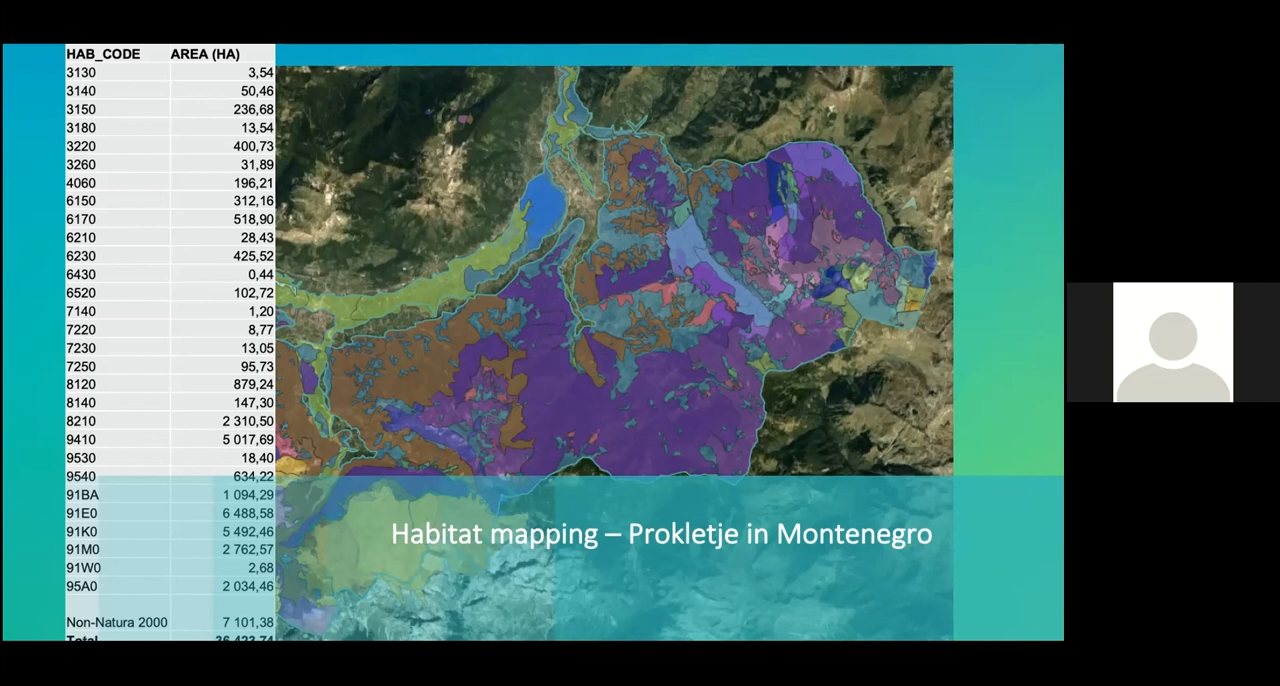 HAB_CODE AREA (HA)
3130 3,54
3140 50,46
3150 236,68
3180 13,54
3220 400,73
3260 31,89
4060 196,21
6150 312,16
6170 518,90
6210 28,43
6230 425,52
6430 0,44
6520 102,72
7140 1,20
7220 8,77
7230 13,05
7250 95,73
8120 879,24
8140 147,30
8210 2 310,50
9410 5 017,69
9530 18,40
9540 634,22
91BA 1 094,29
91E0 6 488,58
91K0 5 492,46
91M0 2 762,57
91W0 2,68
95A0 2 034,46
Non-Natura 2000 7 101,38
Total 36 423,74
Habitat mapping – Prokletje in Montenegro